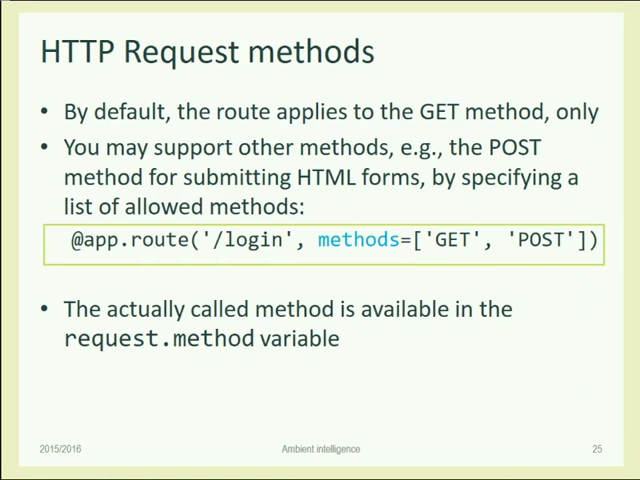 HTTP Request methods
• By default, the route applies to the GET method, only
• You may support other methods, e.g., the POST
method for submitting HTML forms, by specifying a
list of allowed methods:
@app.route('/login', methods=['GET', 'POST'])
• The actually called method is available in the
request.method variable
2015/2016
Ambient intelligence
25